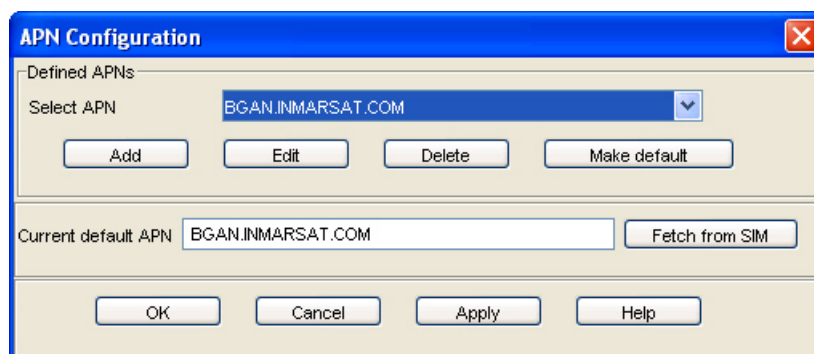 APN Configuration
Defined APNs
Select APN BGAN.INMARSAT.COM
Add Edit Delete Make default
Current default APN BGAN.INMARSAT.COM Fetch from SIM
OK Cancel Apply Help